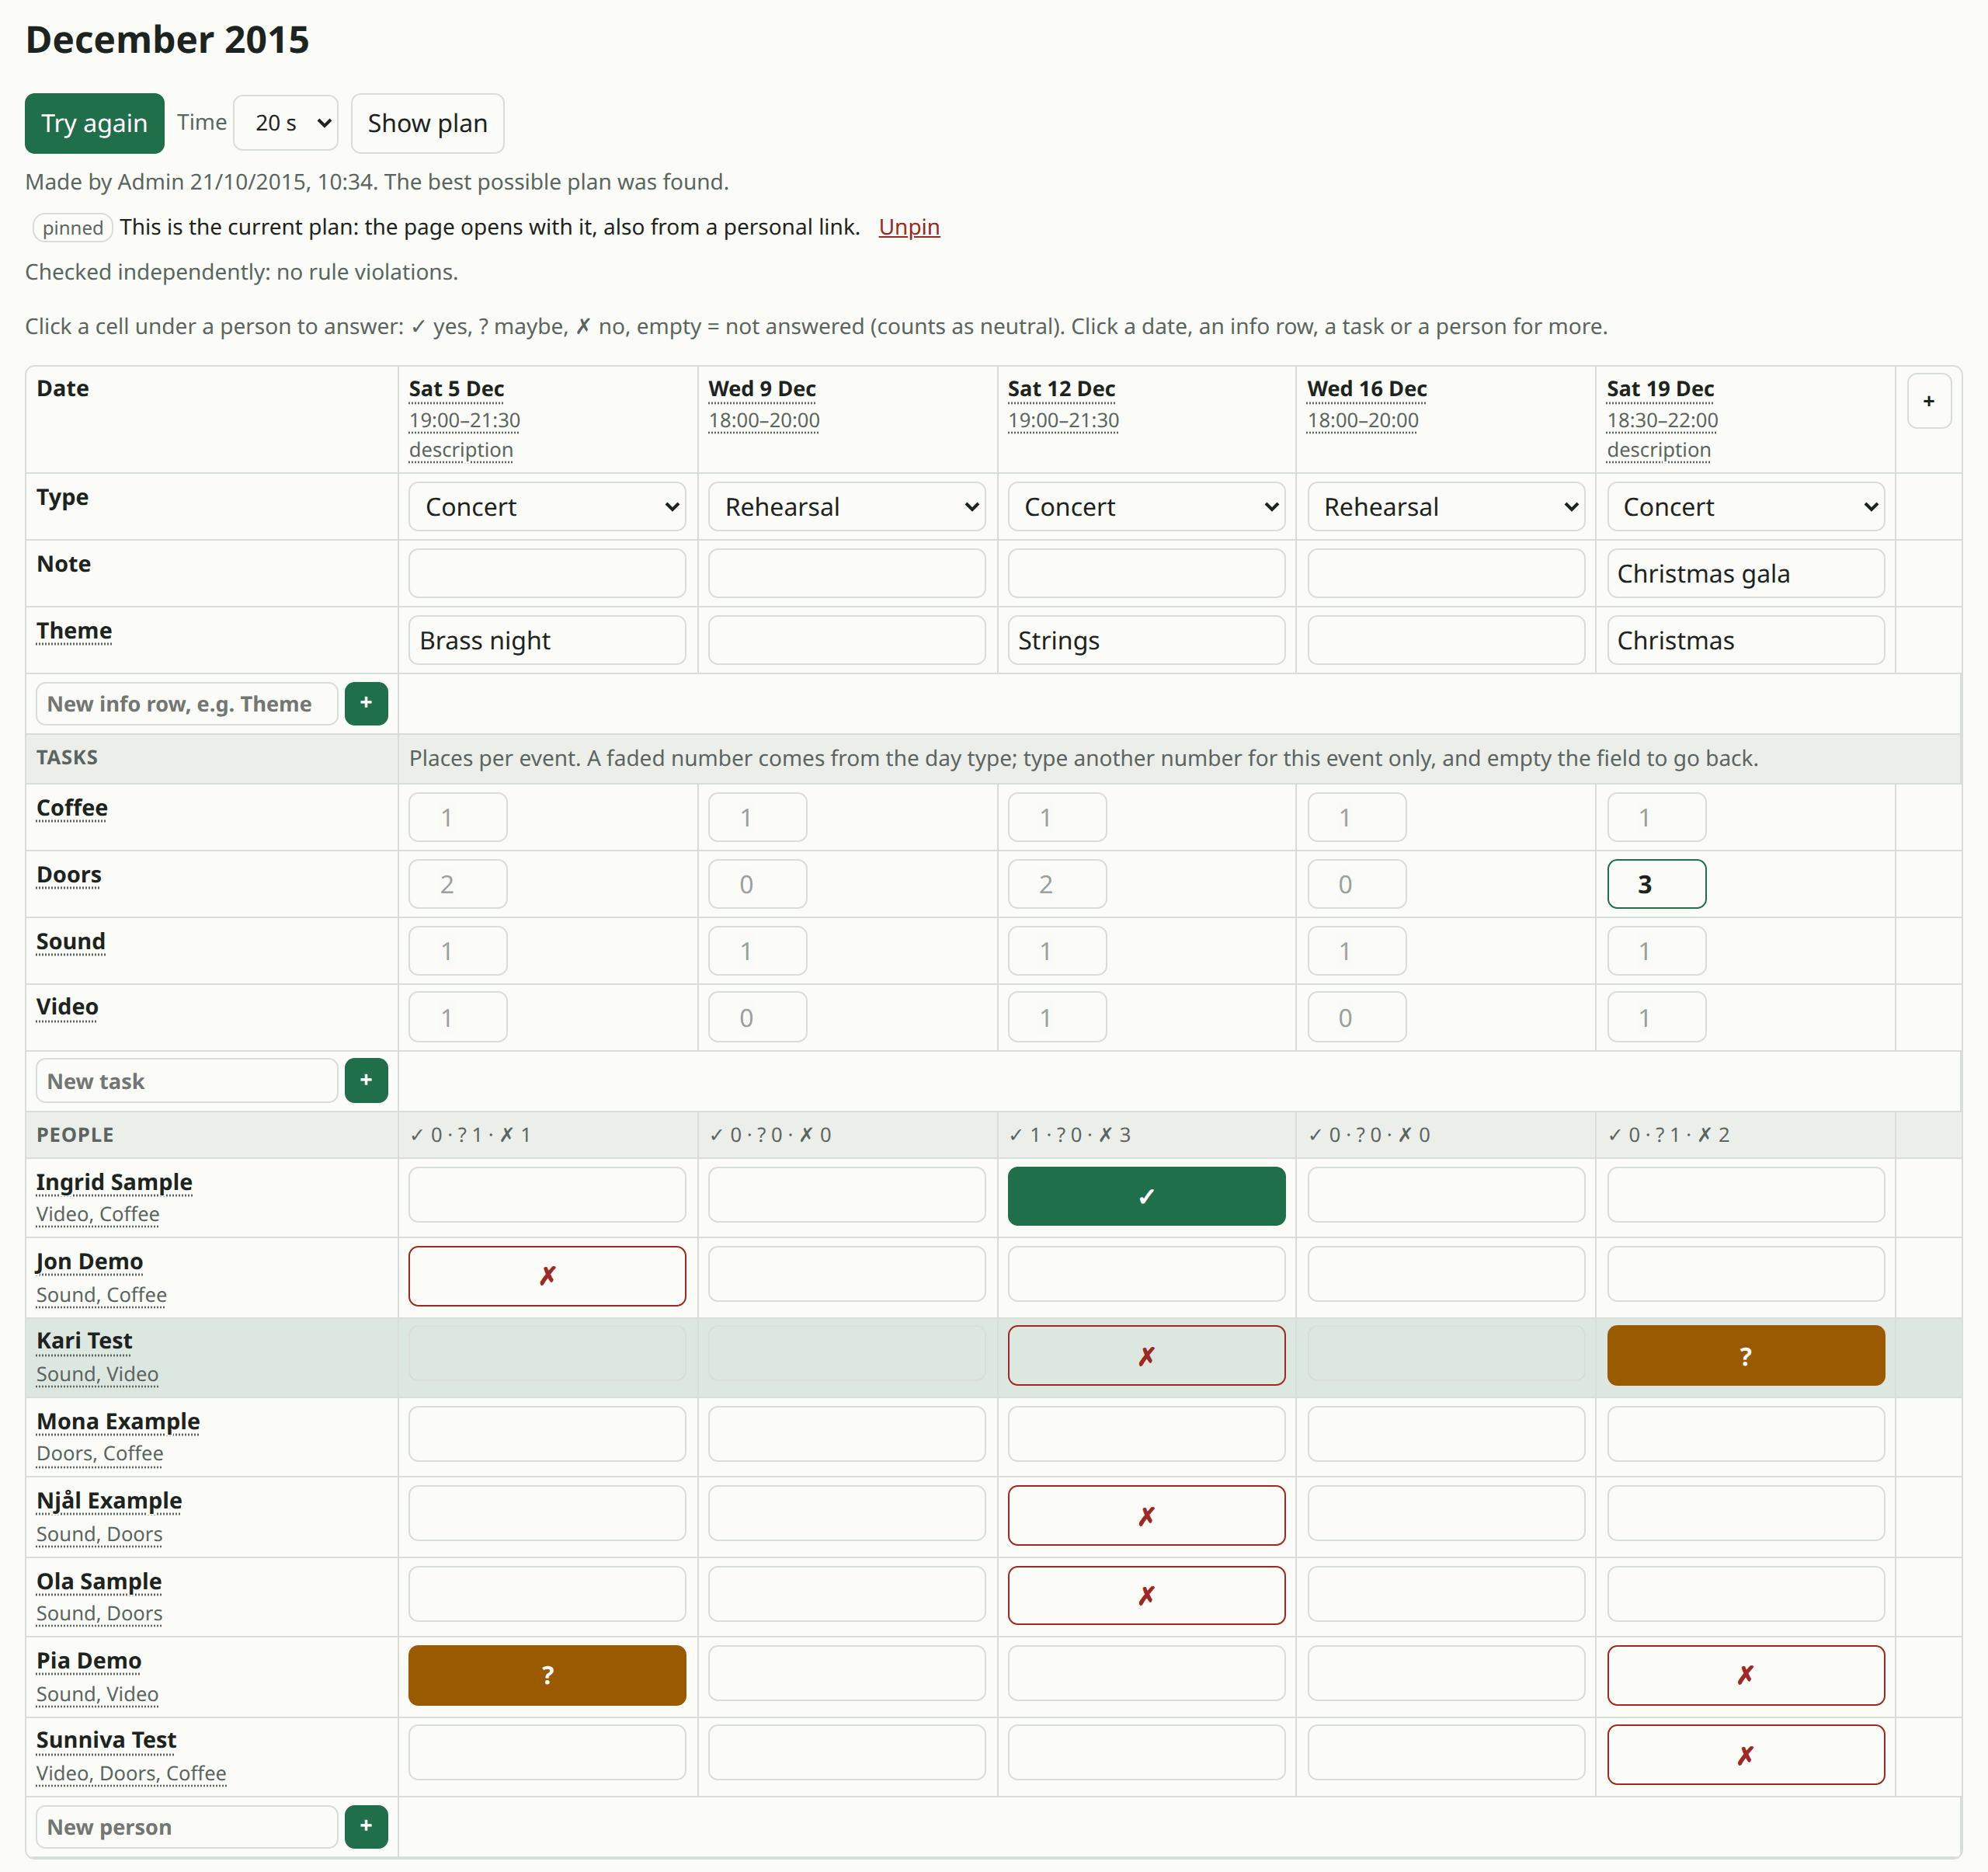 December 2015
Try again Time 20 s Show plan
Made by Admin 21/10/2015, 10:34. The best possible plan was found.
pinned This is the current plan: the page opens with it, also from a personal link. Unpin
Checked independently: no rule violations.
Click a cell under a person to answer: ✓ yes, ? maybe, ✗ no, empty = not answered (counts as neutral). Click a date, an info row, a task or a person for more.
Date Sat 5 Dec Wed 9 Dec Sat 12 Dec Wed 16 Dec Sat 19 Dec +
19:00–21:30 18:00–20:00 19:00–21:30 18:00–20:00 18:30–22:00
description description
Type Concert Rehearsal Concert Rehearsal Concert
Note Christmas gala
Theme Brass night Strings Christmas
New info row, e.g. Theme +
TASKS Places per event. A faded number comes from the day type; type another number for this event only, and empty the field to go back.
Coffee 1 1 1 1 1
Doors 2 0 2 0 3
Sound 1 1 1 1 1
Video 1 0 1 0 1
New task +
PEOPLE ✓ 0 · ? 1 · ✗ 1 ✓ 0 · ? 0 · ✗ 0 ✓ 1 · ? 0 · ✗ 3 ✓ 0 · ? 0 · ✗ 0 ✓ 0 · ? 1 · ✗ 2
Ingrid Sample ✓
Video, Coffee
Jon Demo ✗
Sound, Coffee
Kari Test ✗ ?
Sound, Video
Mona Example
Doors, Coffee
Njål Example ✗
Sound, Doors
Ola Sample ✗
Sound, Doors
Pia Demo ? ✗
Sound, Video
Sunniva Test ✗
Video, Doors, Coffee
New person +